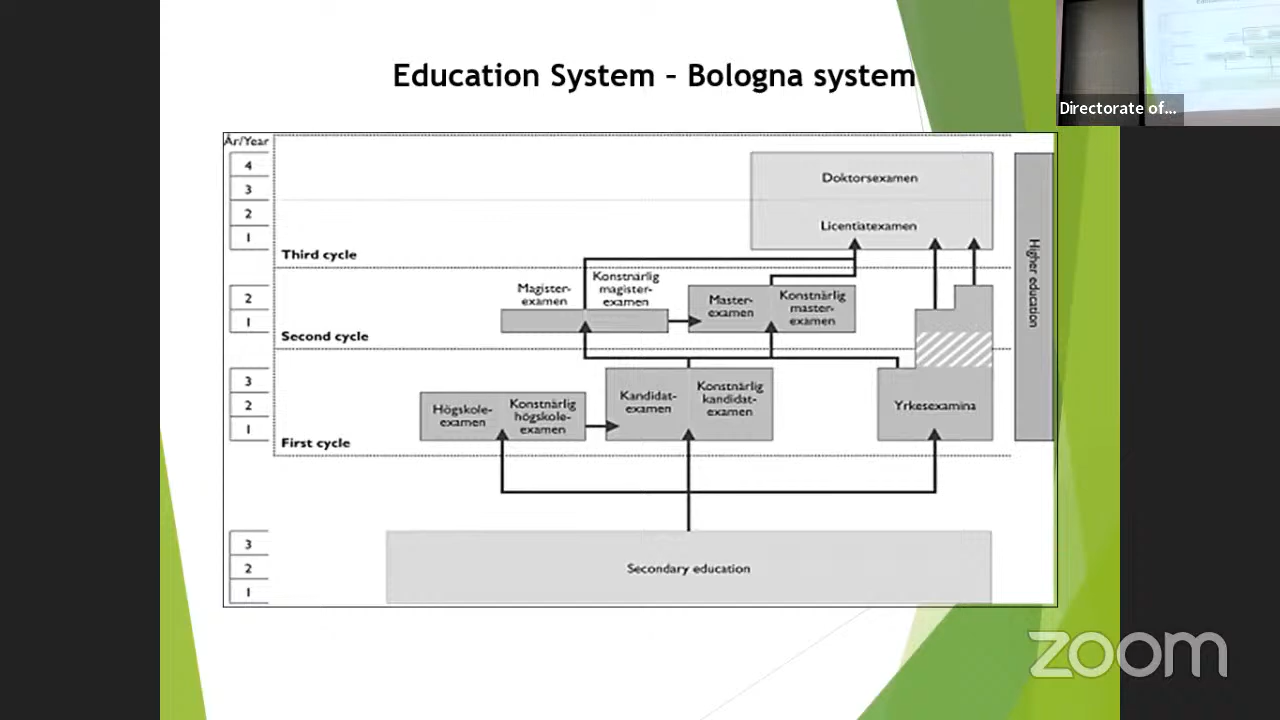 Education System – Bologna system
Directorate of...
År/Year
4
3
2
1
Doktorsexamen
Licentiatexamen
Third cycle
Higher education
2
1
Magister-
examen
Konstnärlig
magister-
examen
Master-
examen
Konstnärlig
master-
examen
Second cycle
3
2
1
Högskole-
examen
Konstnärlig
högskole-
examen
Kandidat-
examen
Konstnärlig
kandidat-
examen
Yrkesexamina
First cycle
3
2
1
Secondary education
zoom